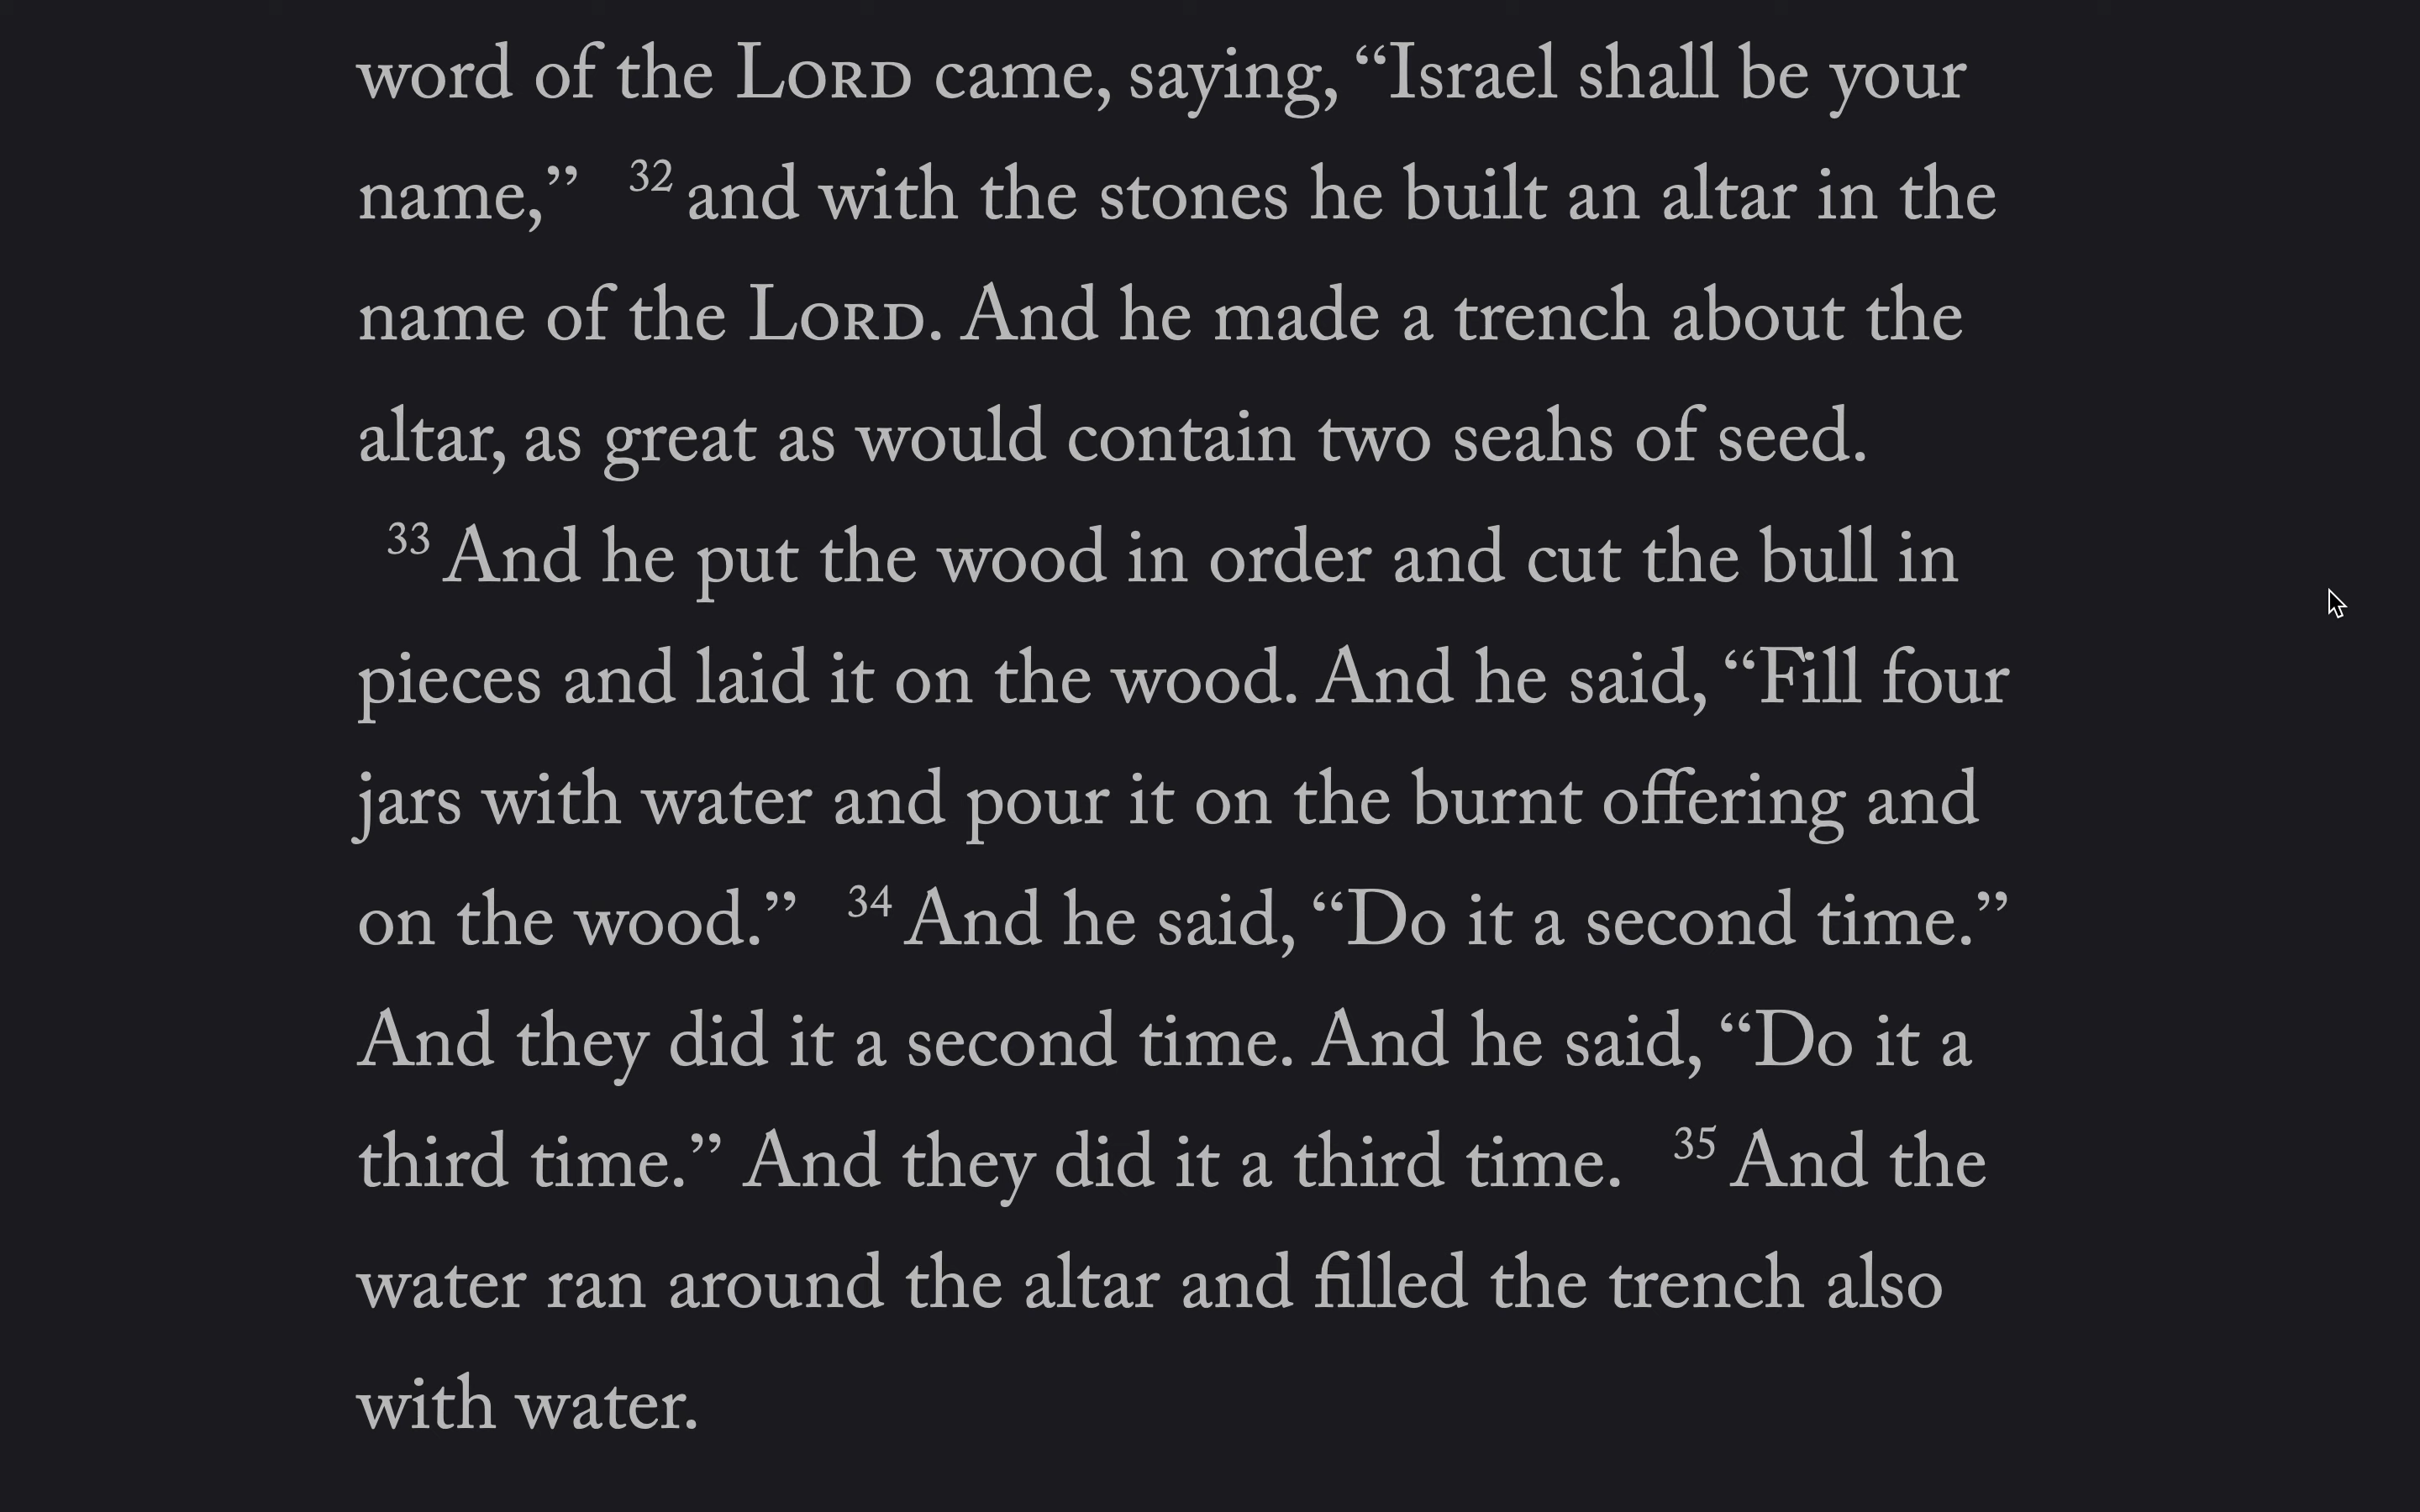 word of the LORD came, saying, “Israel shall be your
name,” 32 and with the stones he built an altar in the
name of the LORD. And he made a trench about the
altar, as great as would contain two seahs of seed.
33 And he put the wood in order and cut the bull in
pieces and laid it on the wood. And he said, “Fill four
jars with water and pour it on the burnt offering and
on the wood.” 34 And he said, “Do it a second time.”
And they did it a second time. And he said, “Do it a
third time.” And they did it a third time. 35 And the
water ran around the altar and filled the trench also
with water.